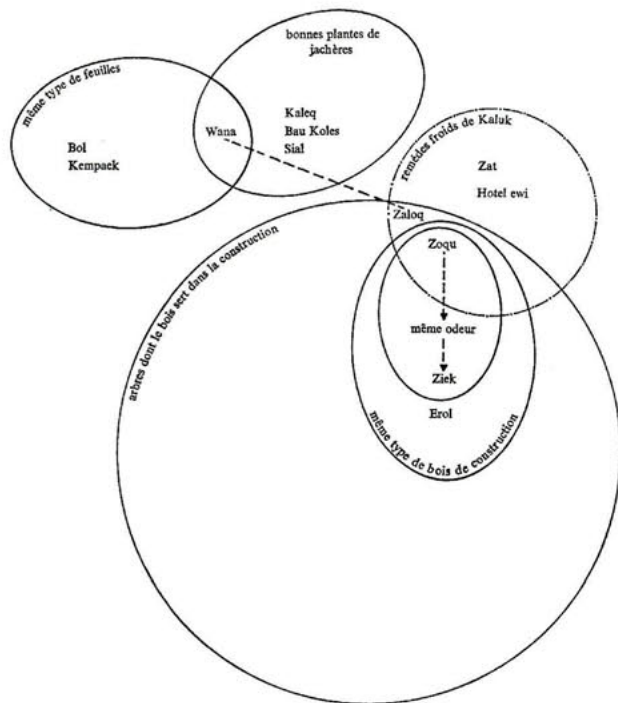 bonnes plantes de
jachères
même type de feuilles
Wana
Kaleq
Bau Koles
Sial
Bol
Kempaek
remèdes froids de Kaluk
Zat
Hotel ewi
Zaloq
Zoqu
arbres dont le bois sert dans la construction
même odeur
Ziek
Erol
même type de bois de construction